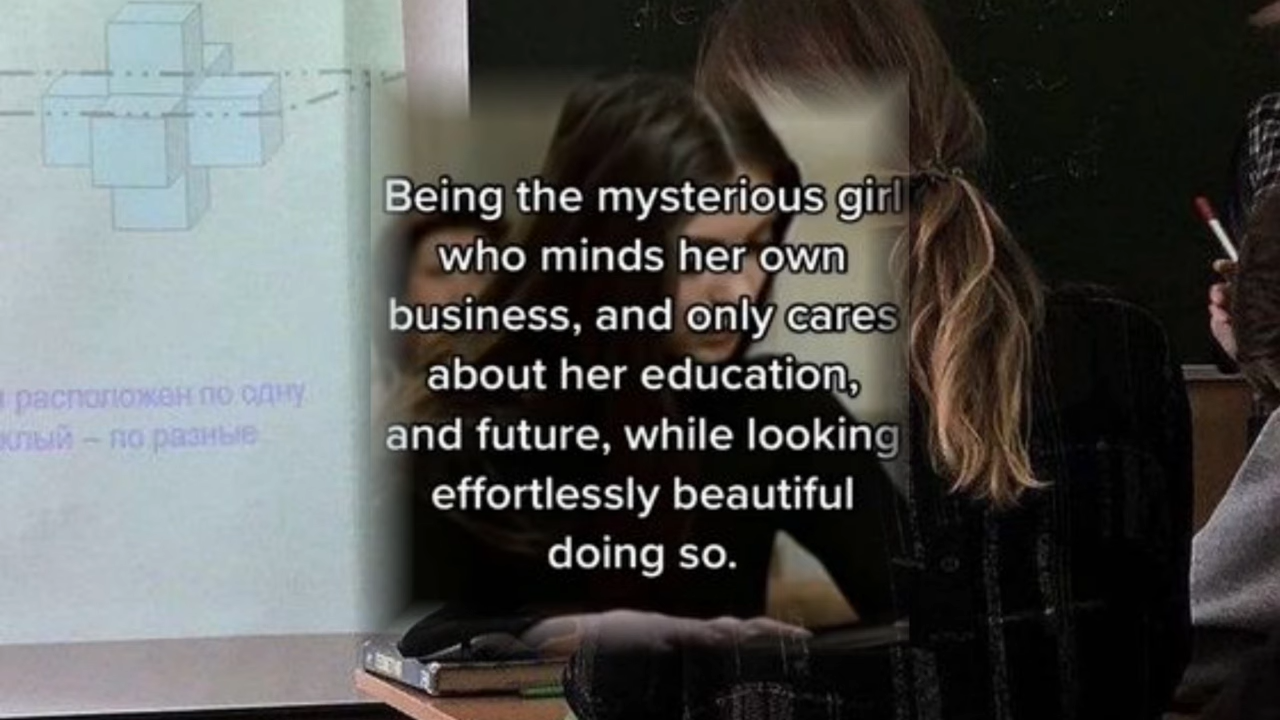 Being the mysterious girl
who minds her own
business, and only cares
about her education,
and future, while looking
effortlessly beautiful
doing so.
расположен по одну
клый – по разные